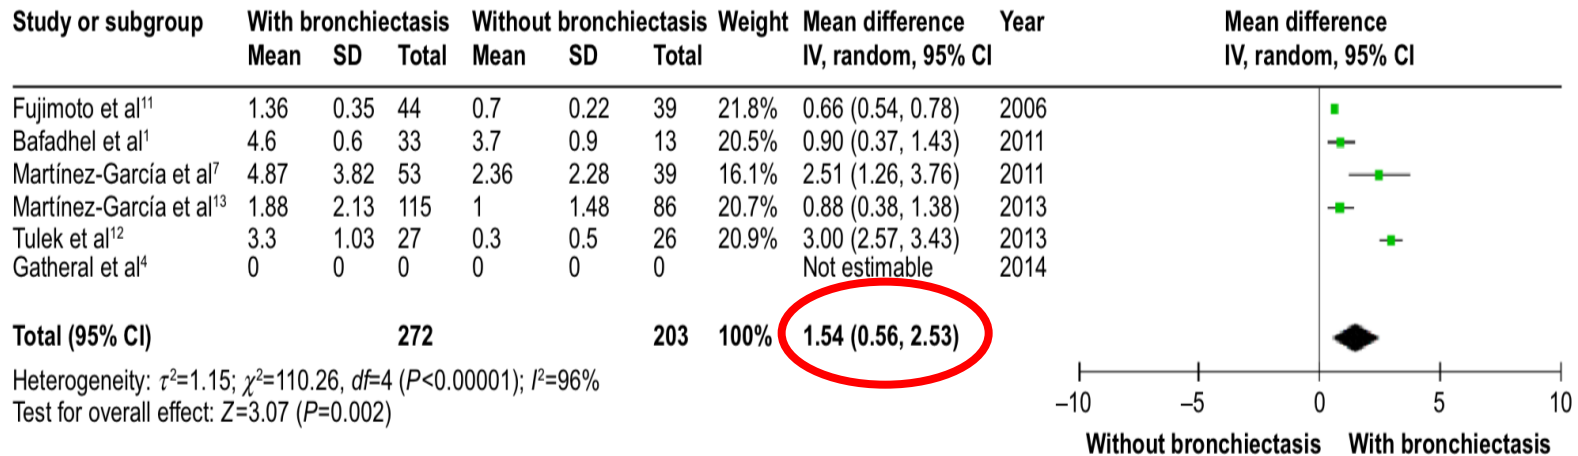 Study or subgroup With bronchiectasis Without bronchiectasis Weight Mean difference Year Mean difference
Mean SD Total Mean SD Total IV, random, 95% CI IV, random, 95% CI
Fujimoto et al¹¹ 1.36 0.35 44 0.7 0.22 39 21.8% 0.66 (0.54, 0.78) 2006
Bafadhel et al¹ 4.6 0.6 33 3.7 0.9 13 20.5% 0.90 (0.37, 1.43) 2011
Martínez-García et al⁷ 4.87 3.82 53 2.36 2.28 39 16.1% 2.51 (1.26, 3.76) 2011
Martínez-García et al¹³ 1.88 2.13 115 1 1.48 86 20.7% 0.88 (0.38, 1.38) 2013
Tulek et al¹² 3.3 1.03 27 0.3 0.5 26 20.9% 3.00 (2.57, 3.43) 2013
Gatheral et al⁴ 0 0 0 0 0 0 Not estimable 2014
Total (95% CI) 272 203 100% 1.54 (0.56, 2.53)
Heterogeneity: τ²=1.15; χ²=110.26, df=4 (P<0.00001); I²=96%
Test for overall effect: Z=3.07 (P=0.002)
–10 –5 0 5 10
Without bronchiectasis With bronchiectasis